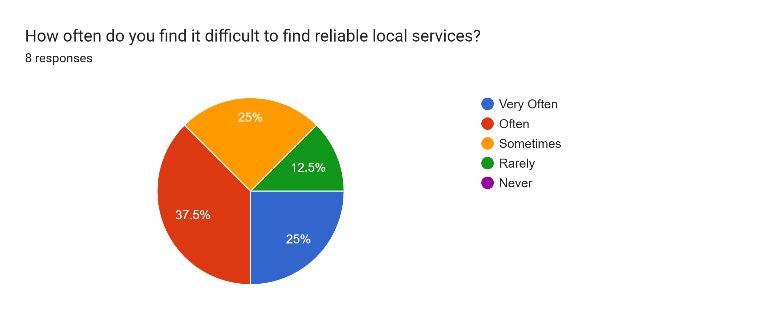 How often do you find it difficult to find reliable local services?
8 responses
25%
12.5%
37.5%
25%
Very Often
Often
Sometimes
Rarely
Never